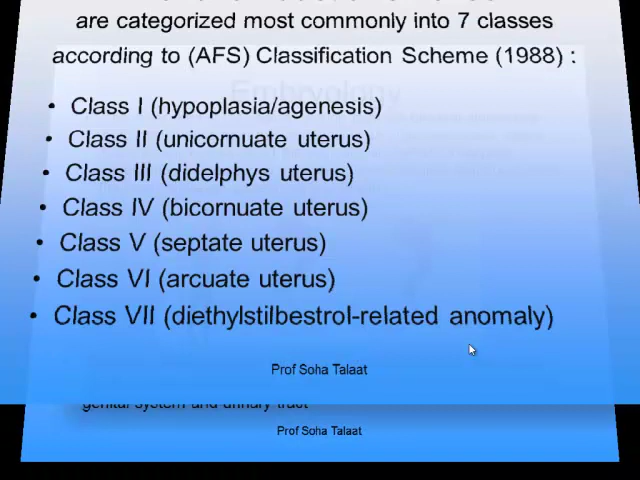 are categorized most commonly into 7 classes
according to (AFS) Classification Scheme (1988) :
Embryology
• Class I (hypoplasia/agenesis)
• Class II (unicornuate uterus)
• Class III (didelphys uterus)
• Class IV (bicornuate uterus)
• Class V (septate uterus)
• Class VI (arcuate uterus)
• Class VII (diethylstilbestrol-related anomaly)
Prof Soha Talaat
genital system and urinary tract
Prof Soha Talaat